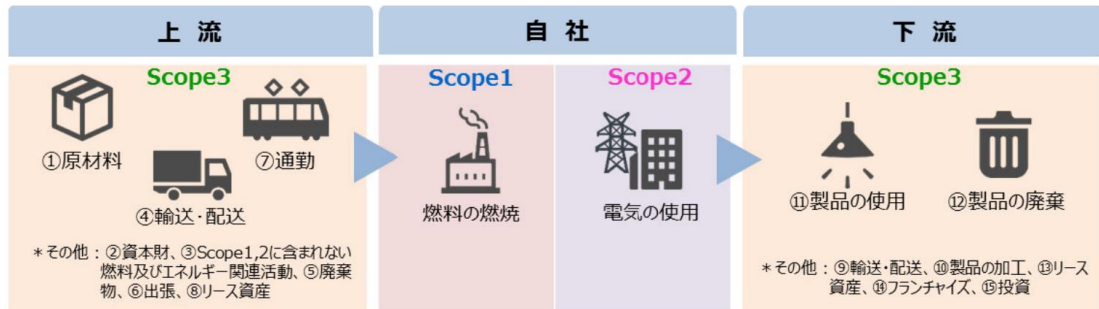 上 流
Scope3
①原材料
⑦通勤
④輸送・配送
＊その他：②資本財、③Scope1,2に含まれない
燃料及びエネルギー関連活動、⑤廃棄
物、⑥出張、⑧リース資産
自 社
Scope1
燃料の燃焼
Scope2
電気の使用
下 流
Scope3
⑪製品の使用
⑫製品の廃棄
＊その他：⑨輸送・配送、⑩製品の加工、⑬リース
資産、⑭フランチャイズ、⑮投資